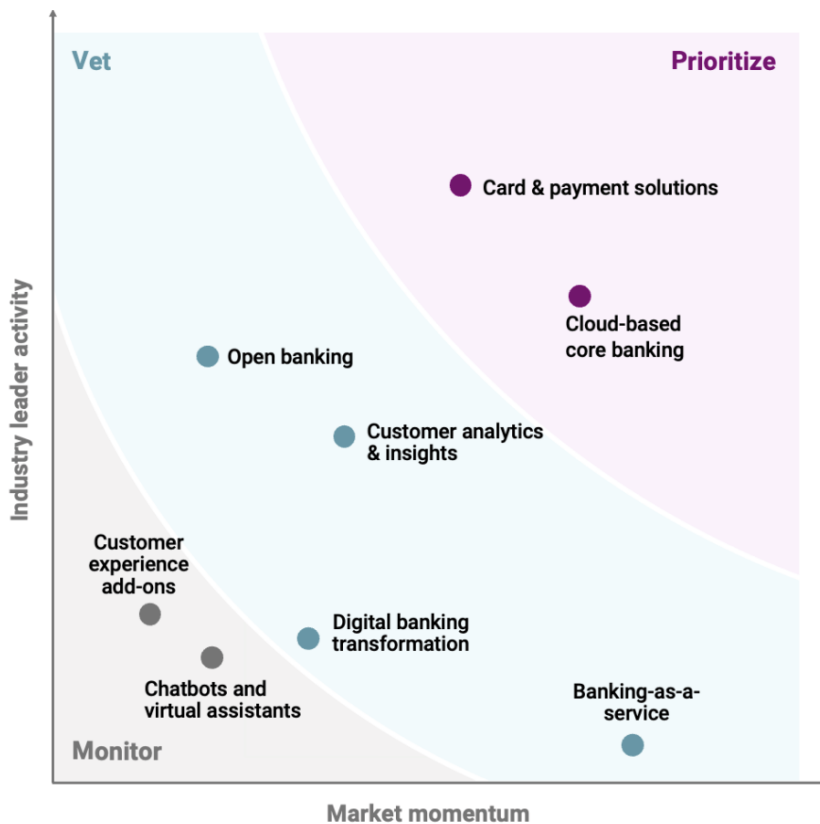 Vet
Prioritize
Card & payment solutions
Cloud-based
core banking
Open banking
Customer analytics
& insights
Customer
experience
add-ons
Digital banking
transformation
Chatbots and
virtual assistants
Banking-as-a-
service
Monitor
Industry leader activity
Market momentum